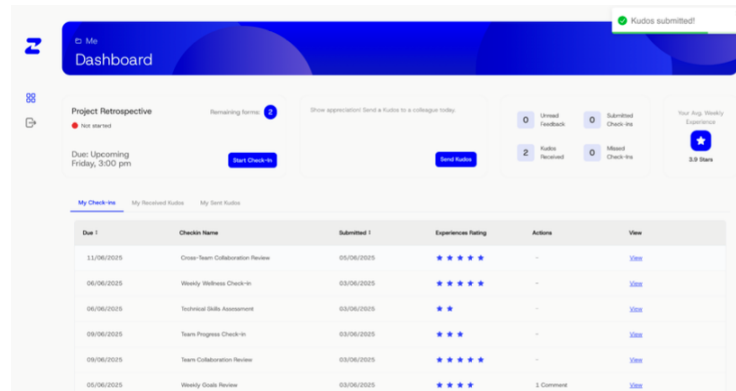 Kudos submitted!
Me
Dashboard
Project Retrospective
Remaining forms: 2
Not started
Due: Upcoming
Friday, 3:00 pm
Start Check-In
Show appreciation! Send a Kudos to a colleague today.
Send Kudos
0 Unread Feedback
0 Submitted Check-ins
2 Kudos Received
0 Missed Check-ins
Your Avg. Weekly
Experience
3.9 Stars
My Check-ins My Received Kudos My Sent Kudos
Due Checkin Name Submitted Experiences Rating Actions View
11/06/2025 Cross-Team Collaboration Review 05/06/2025 - View
06/06/2025 Weekly Wellness Check-In 03/06/2025 - View
06/06/2025 Technical Skills Assessment 03/06/2025 - View
09/06/2025 Team Progress Check-In 03/06/2025 - View
09/06/2025 Team Collaboration Review 03/06/2025 - View
05/06/2025 Weekly Goals Review 03/06/2025 1 Comment View